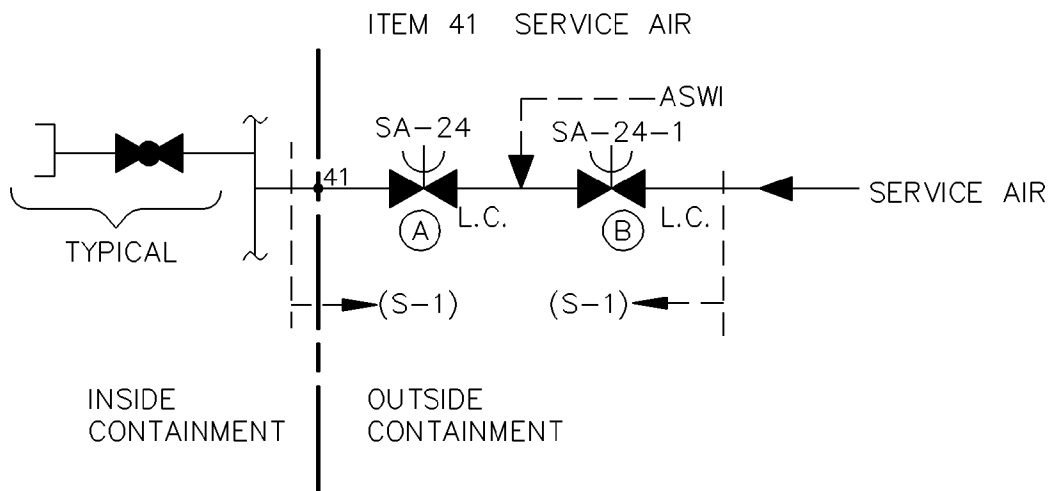 ITEM 41 SERVICE AIR
ASWI
SA-24
SA-24-1
41
SERVICE AIR
L.C.
L.C.
A
B
TYPICAL
(S-1)
(S-1)
INSIDE
CONTAINMENT
OUTSIDE
CONTAINMENT